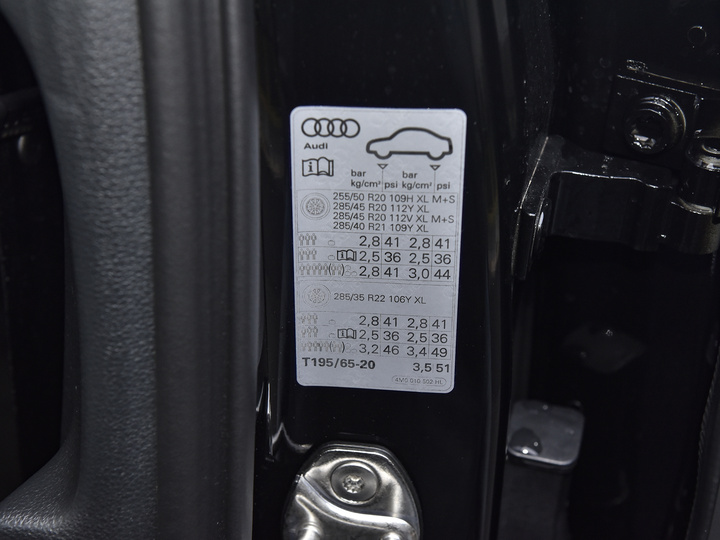 Audi
bar psi bar psi
kg/cm² kg/cm²
255/50 R20 109H XL M+S
285/45 R20 112Y XL
285/45 R20 112V XL M+S
285/40 R21 109Y XL
2,8 41 2,8 41
2,5 36 2,5 36
2,8 41 3,0 44
285/35 R22 106Y XL
2,8 41 2,8 41
2,5 36 2,5 36
3,2 46 3,4 49
T195/65-20 3,5 51